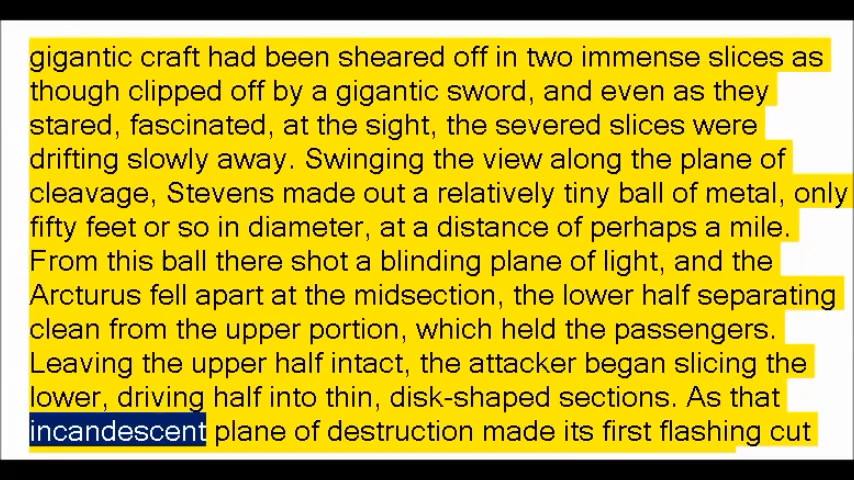 gigantic craft had been sheared off in two immense slices as
though clipped off by a gigantic sword, and even as they
stared, fascinated, at the sight, the severed slices were
drifting slowly away. Swinging the view along the plane of
cleavage, Stevens made out a relatively tiny ball of metal, only
fifty feet or so in diameter, at a distance of perhaps a mile.
From this ball there shot a blinding plane of light, and the
Arcturus fell apart at the midsection, the lower half separating
clean from the upper portion, which held the passengers.
Leaving the upper half intact, the attacker began slicing the
lower, driving half into thin, disk-shaped sections. As that
incandescent plane of destruction made its first flashing cut